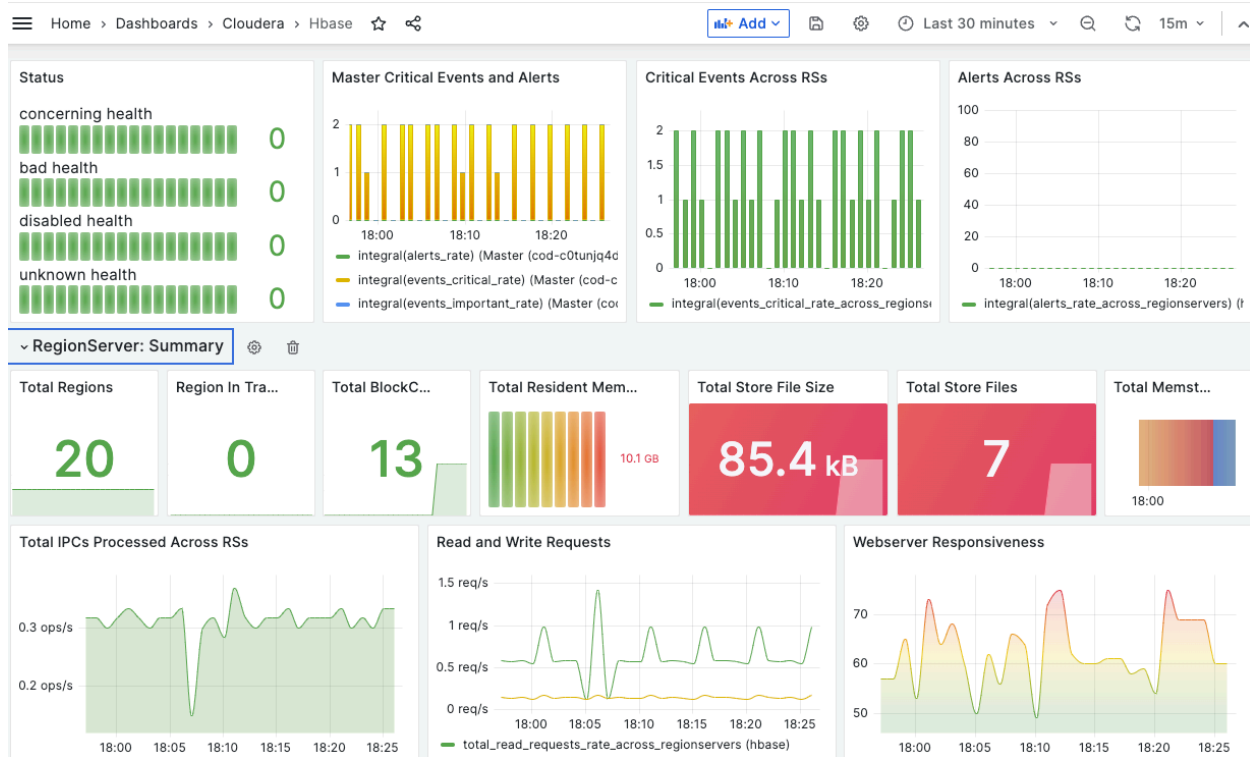 Home › Dashboards › Cloudera › Hbase
Add
Last 30 minutes
15m
Status
concerning health
0
bad health
0
disabled health
0
unknown health
0
Master Critical Events and Alerts
2
1
0
18:00 18:10 18:20
integral(alerts_rate) (Master (cod-c0tunjq4d
integral(events_critical_rate) (Master (cod-c
integral(events_important_rate) (Master (co
Critical Events Across RSs
2
1.5
1
0.5
0
18:00 18:10 18:20
integral(events_critical_rate_across_regions
Alerts Across RSs
100
80
60
40
20
0
18:00 18:10 18:20
integral(alerts_rate_across_regionservers) (
RegionServer: Summary
Total Regions
20
Region In Tra...
0
Total BlockC...
13
Total Resident Mem...
10.1 GB
Total Store File Size
85.4 kB
Total Store Files
7
Total Memst...
18:00
Total IPCs Processed Across RSs
0.3 ops/s
0.2 ops/s
18:00 18:05 18:10 18:15 18:20 18:25
Read and Write Requests
1.5 req/s
1 req/s
0.5 req/s
0 req/s
18:00 18:05 18:10 18:15 18:20 18:25
total_read_requests_rate_across_regionservers (hbase)
Webserver Responsiveness
70
60
50
18:00 18:05 18:10 18:15 18:20 18:25